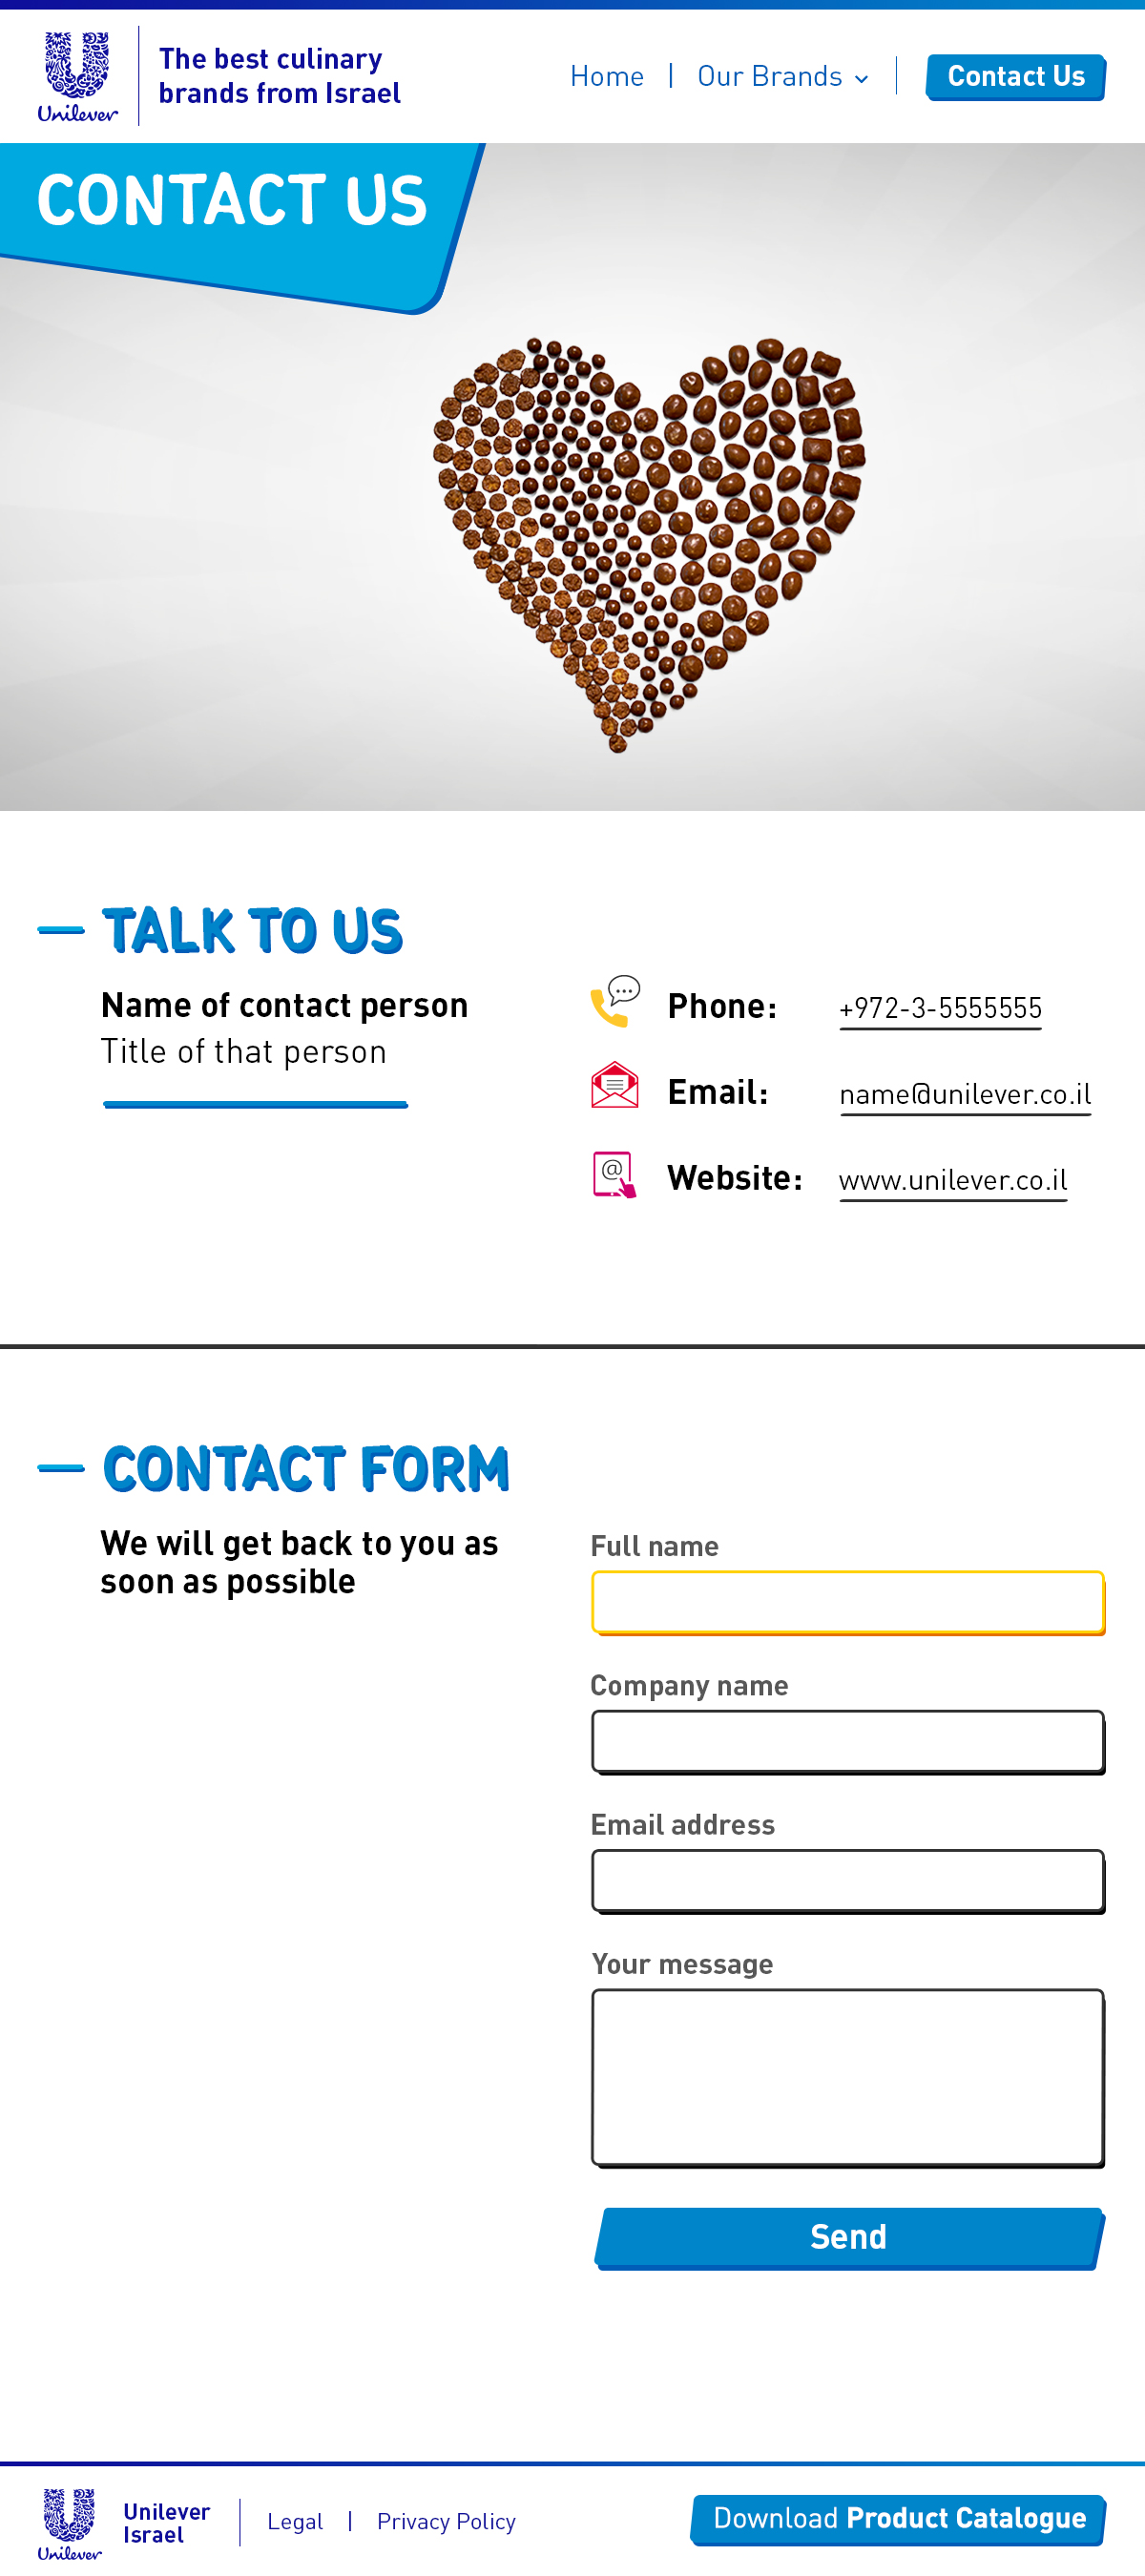 Unilever
The best culinary
brands from Israel
Home | Our Brands
Contact Us
CONTACT US
TALK TO US
Name of contact person
Title of that person
Phone: +972-3-5555555
Email: name@unilever.co.il
@
Website: www.unilever.co.il
CONTACT FORM
We will get back to you as
soon as possible
Full name
Company name
Email address
Your message
Send
Unilever
Unilever
Israel
Legal | Privacy Policy
Download Product Catalogue